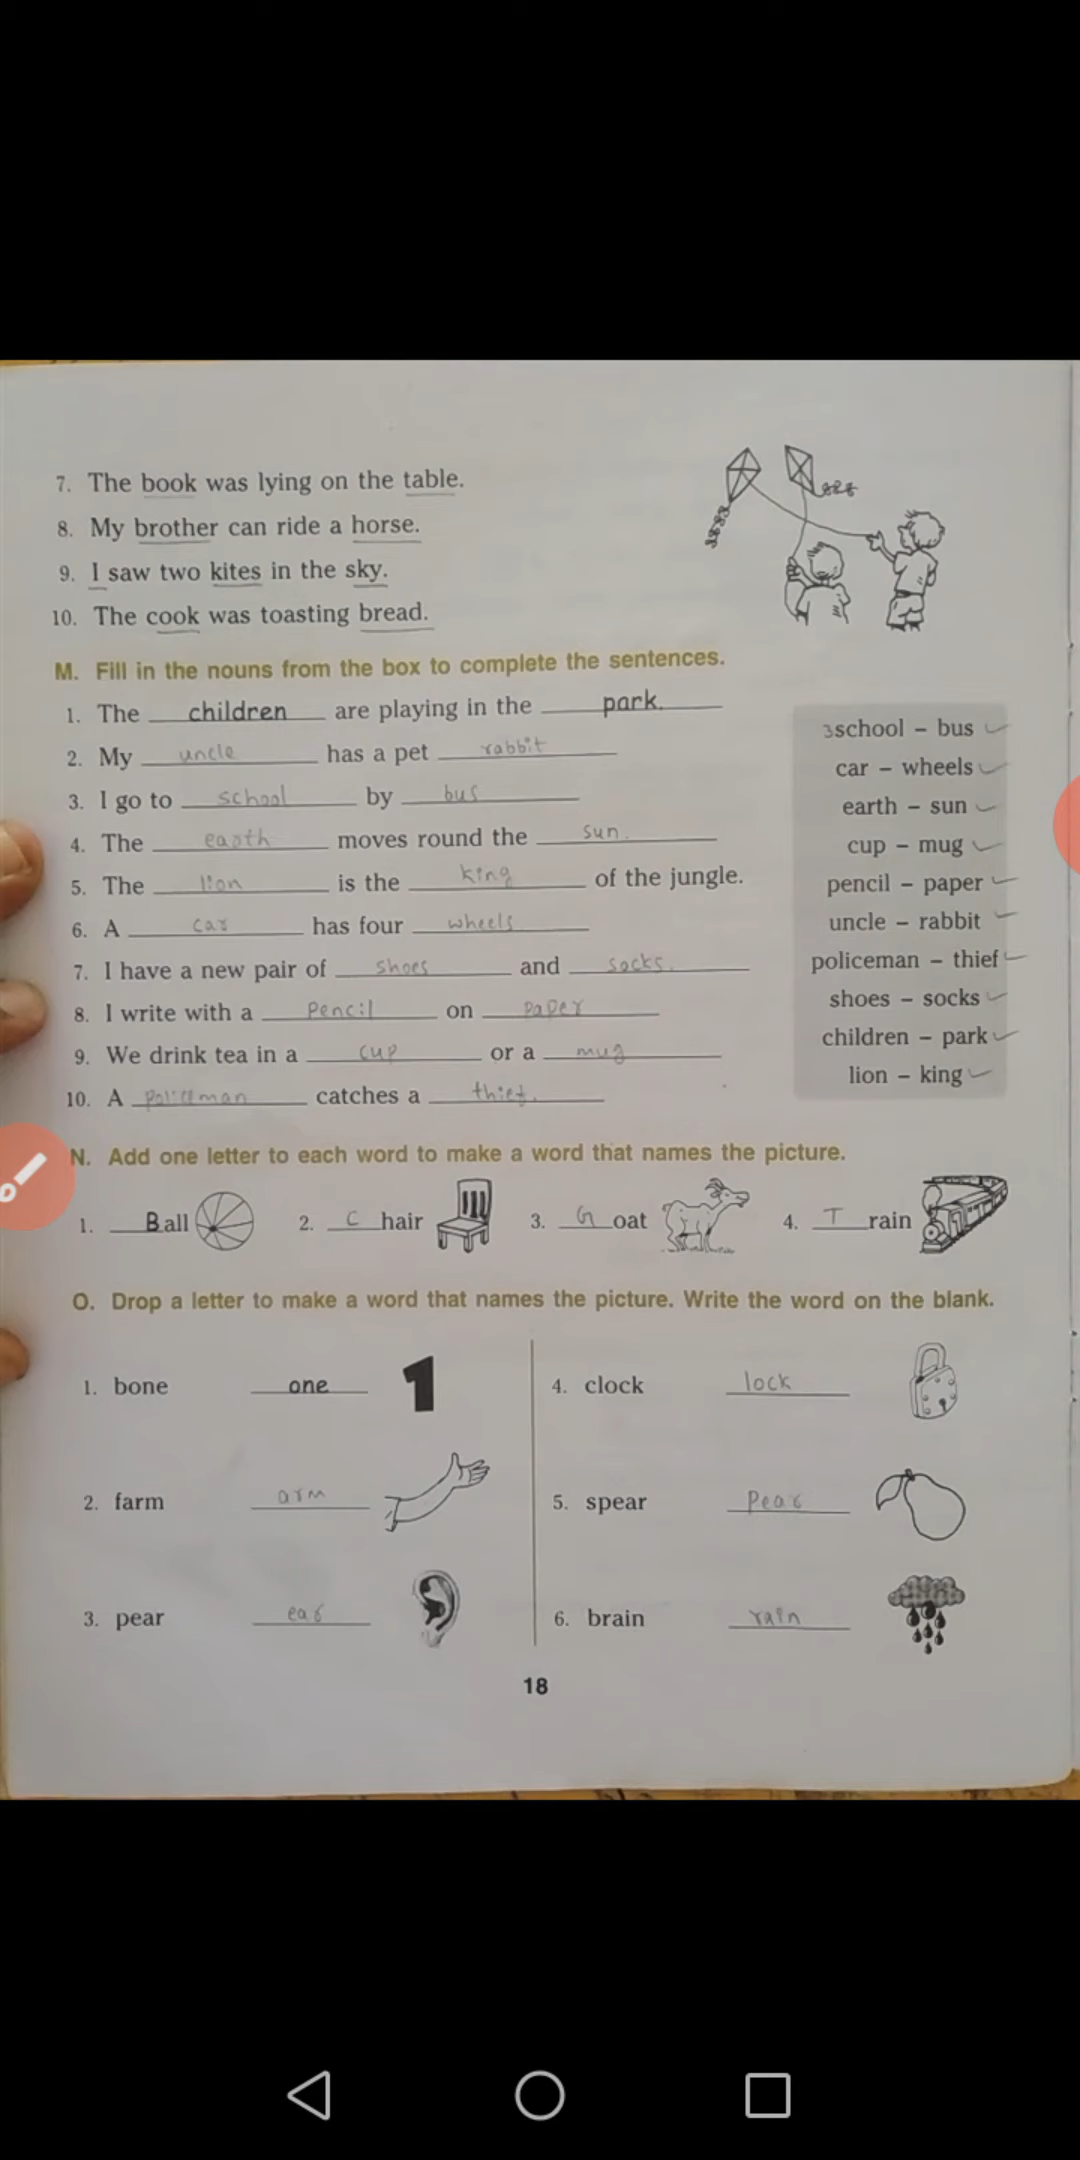 7. The book was lying on the table.
8. My brother can ride a horse.
9. I saw two kites in the sky.
10. The cook was toasting bread.
M. Fill in the nouns from the box to complete the sentences.
1. The children are playing in the park.
2. My uncle has a pet rabbit
3. I go to school by bus
4. The earth moves round the sun.
5. The lion is the king of the jungle.
6. A car has four wheels
7. I have a new pair of shoes and socks.
8. I write with a Pencil on paper
9. We drink tea in a cup or a mug
10. A policeman catches a thief.
3school – bus
car – wheels
earth – sun
cup – mug
pencil – paper
uncle – rabbit
policeman – thief
shoes – socks
children – park
lion – king
N. Add one letter to each word to make a word that names the picture.
1. Ball 2. C hair 3. G oat 4. T rain
O. Drop a letter to make a word that names the picture. Write the word on the blank.
1. bone one 1
2. farm arm
3. pear ear
4. clock lock
5. spear Pear
6. brain rain
18